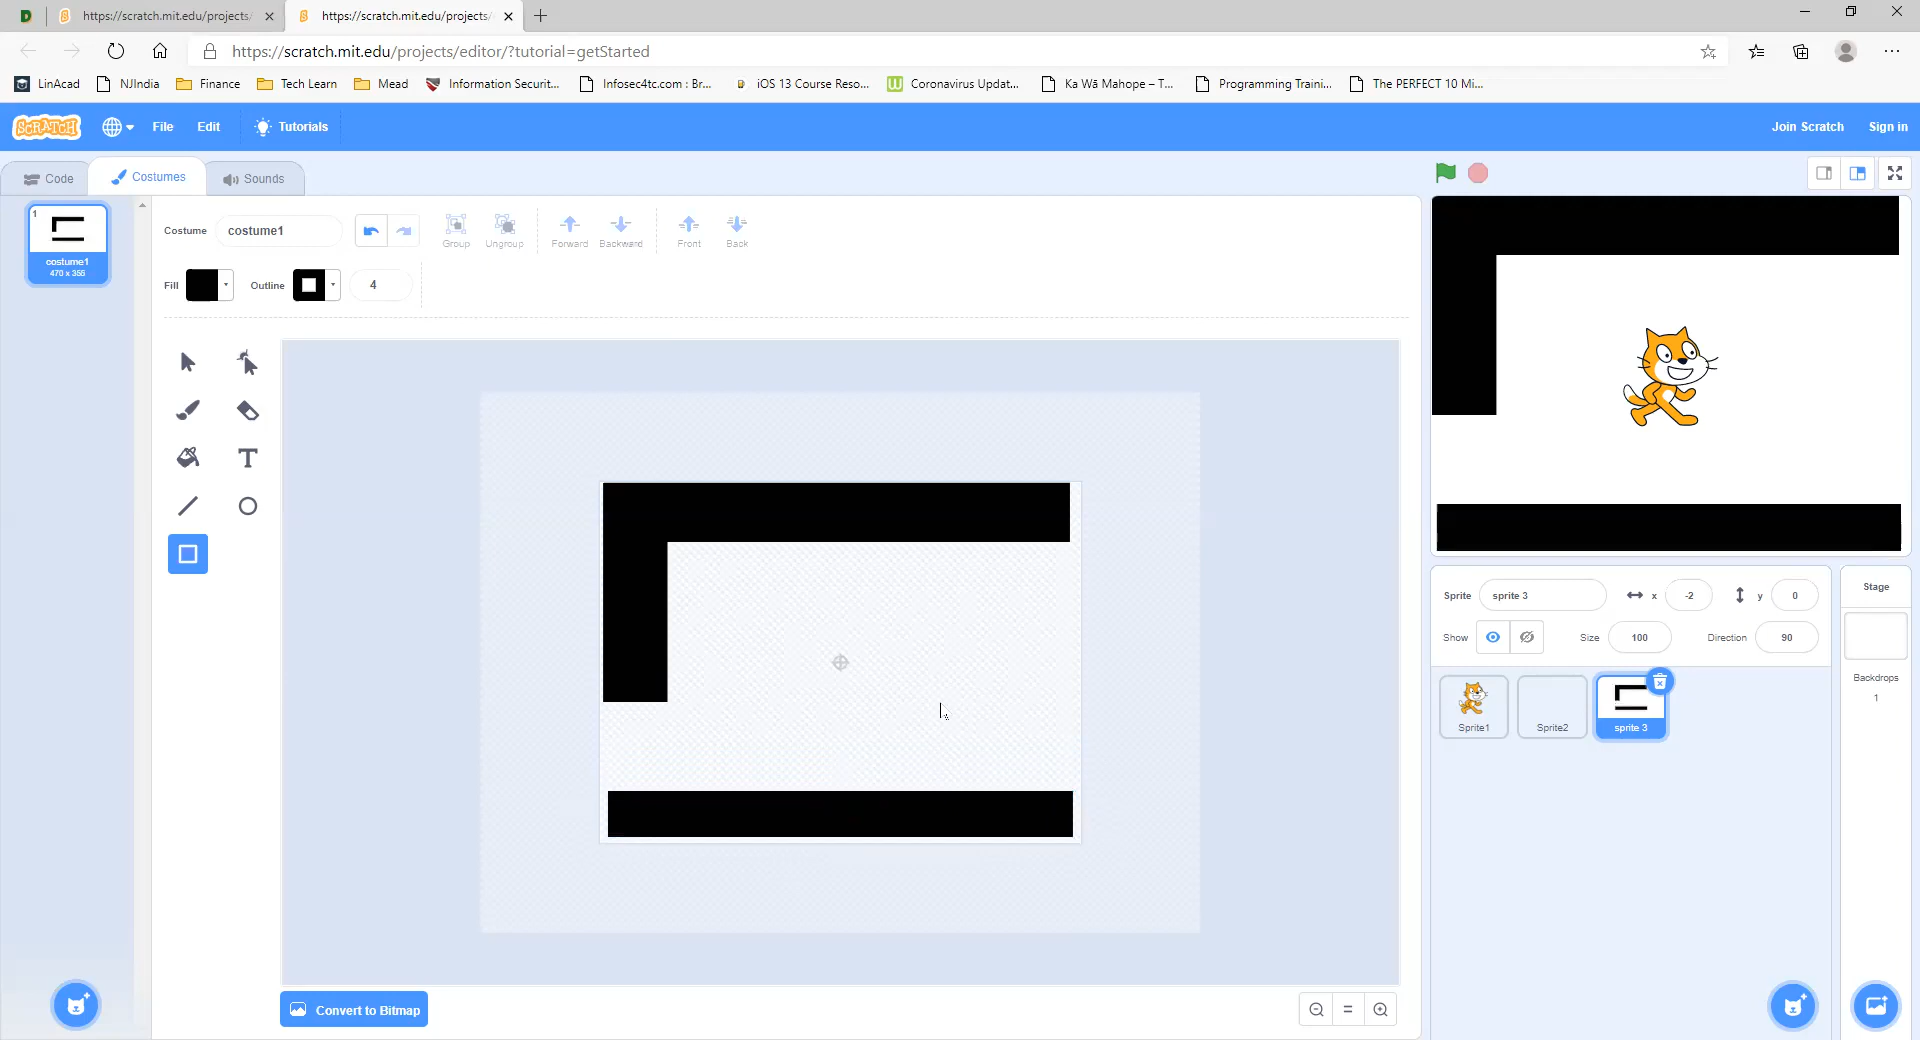 https://scratch.mit.edu/projects/
https://scratch.mit.edu/projects/
https://scratch.mit.edu/projects/editor/?tutorial=getStarted
LinAcad NJIndia Finance Tech Learn Mead Information Securit... Infosec4tc.com : Br... iOS 13 Course Reso... Coronavirus Updat... Ka Wā Mahope – T... Programming Traini... The PERFECT 10 Mi...
SCRATCH File Edit Tutorials Join Scratch Sign in
Code Costumes Sounds
1
costume1
470 x 355
Costume costume1 Group Ungroup Forward Backward Front Back
Fill Outline 4
T
Convert to Bitmap
Sprite sprite 3 x -2 y 0
Show Size 100 Direction 90
Sprite1 Sprite2 sprite 3
Stage
Backdrops
1